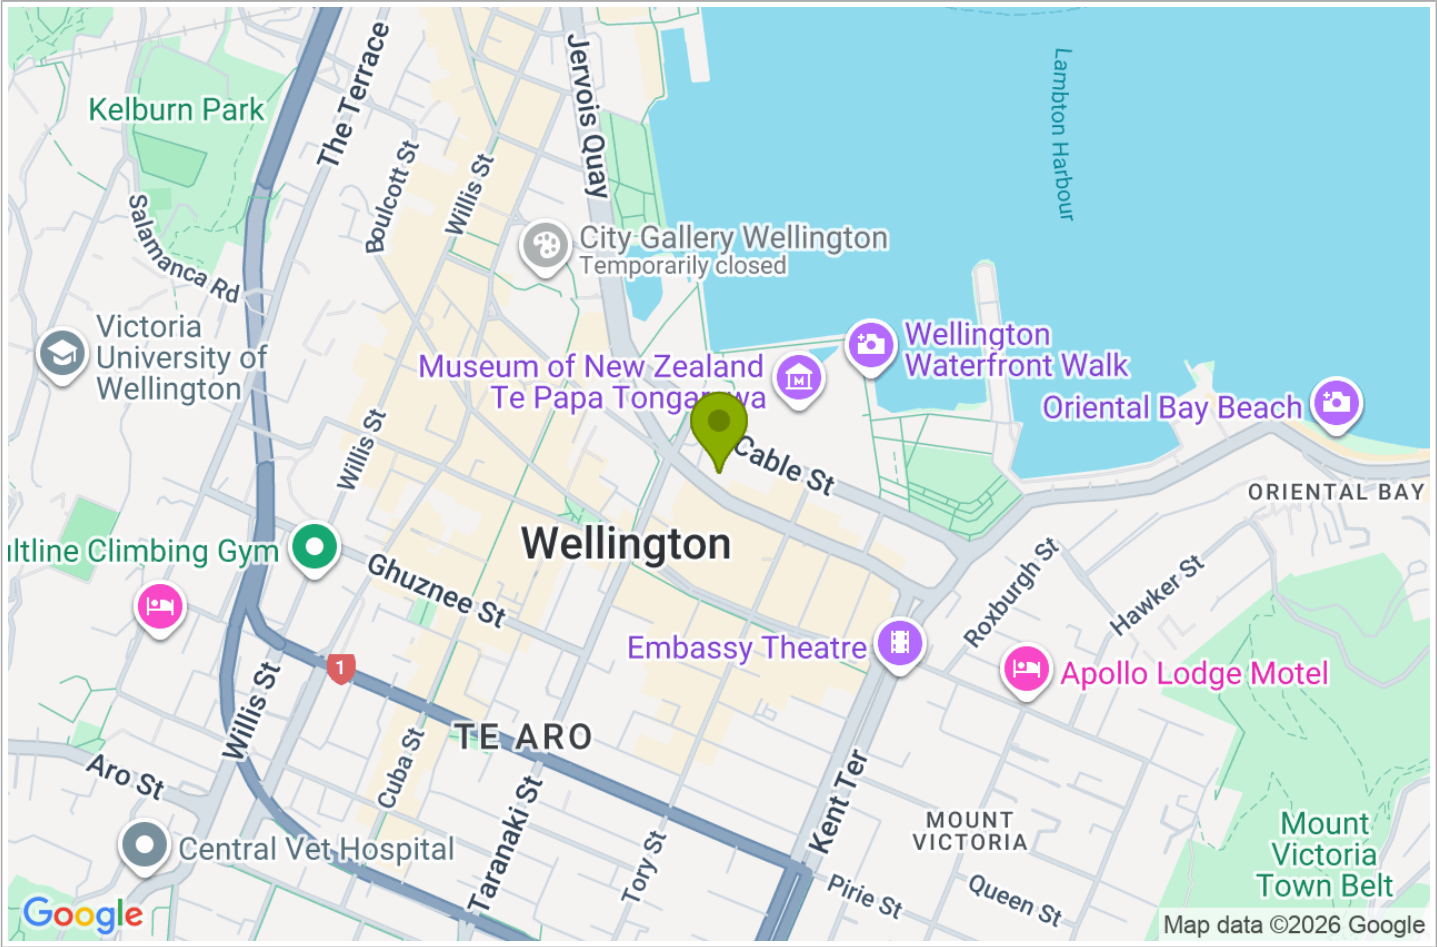 Kelburn Park
The Terrace
Jervois Quay
Lambton Harbour
Boulcott St
Willis St
Salamanca Rd
City Gallery Wellington
Temporarily closed
Victoria
University of
Wellington
Museum of New Zealand
Te Papa Tongarewa
Wellington
Waterfront Walk
Oriental Bay Beach
Willis St
Cable St
ORIENTAL BAY
ultline Climbing Gym
Wellington
Ghuznee St
Roxburgh St
Hawker St
Embassy Theatre
1
Apollo Lodge Motel
Willis St
TE ARO
Cuba St
Aro St
Taranaki St
Kent Ter
MOUNT
VICTORIA
Mount
Victoria
Town Belt
Central Vet Hospital
Tory St
Pirie St
Queen St
Google
Map data ©2026 Google